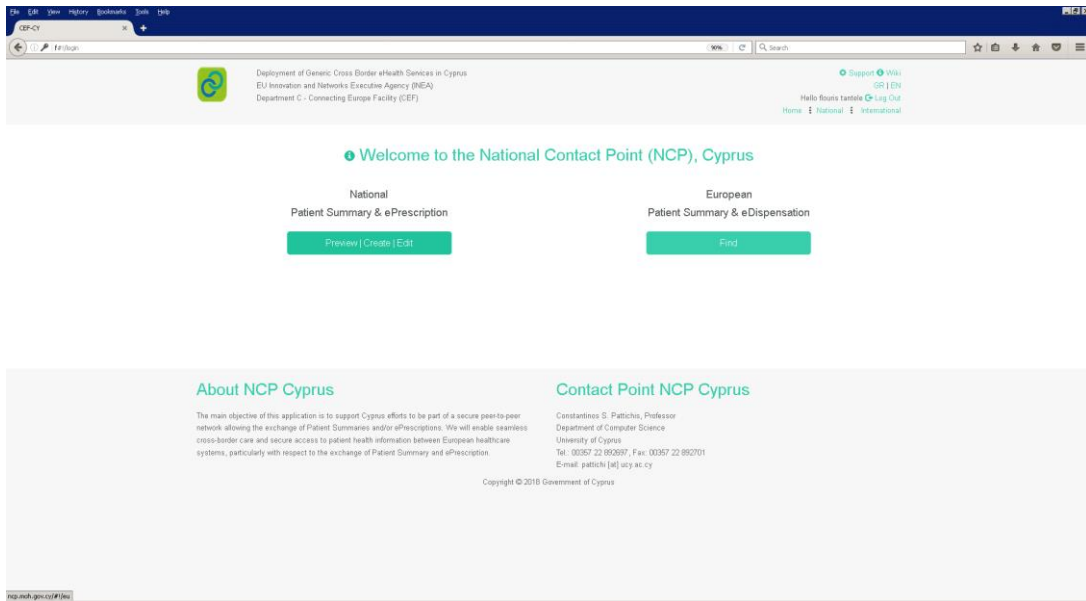 File Edit View History Bookmarks Tools Help
CEF-CY
90%
Search
Deployment of Generic Cross Border eHealth Services in Cyprus
EU Innovation and Networks Executive Agency (INEA)
Department C - Connecting Europe Facility (CEF)
Support Wiki
GR | EN
Hello flouris tantele Log Out
Home National International
Welcome to the National Contact Point (NCP), Cyprus
National
Patient Summary & ePrescription
Preview | Create | Edit
European
Patient Summary & eDispensation
Find
About NCP Cyprus
The main objective of this application is to support Cyprus efforts to be part of a secure peer-to-peer
network allowing the exchange of Patient Summaries and/or ePrescriptions. We will enable seamless
cross-border care and secure access to patient health information between European healthcare
systems, particularly with respect to the exchange of Patient Summary and ePrescription.
Contact Point NCP Cyprus
Constantinos S. Pattichis, Professor
Department of Computer Science
University of Cyprus
Tel.: 00357 22 892697, Fax: 00357 22 892701
E-mail: pattichi [at] ucy.ac.cy
Copyright © 2018 Government of Cyprus
ncp.moh.gov.cy/#!/eu